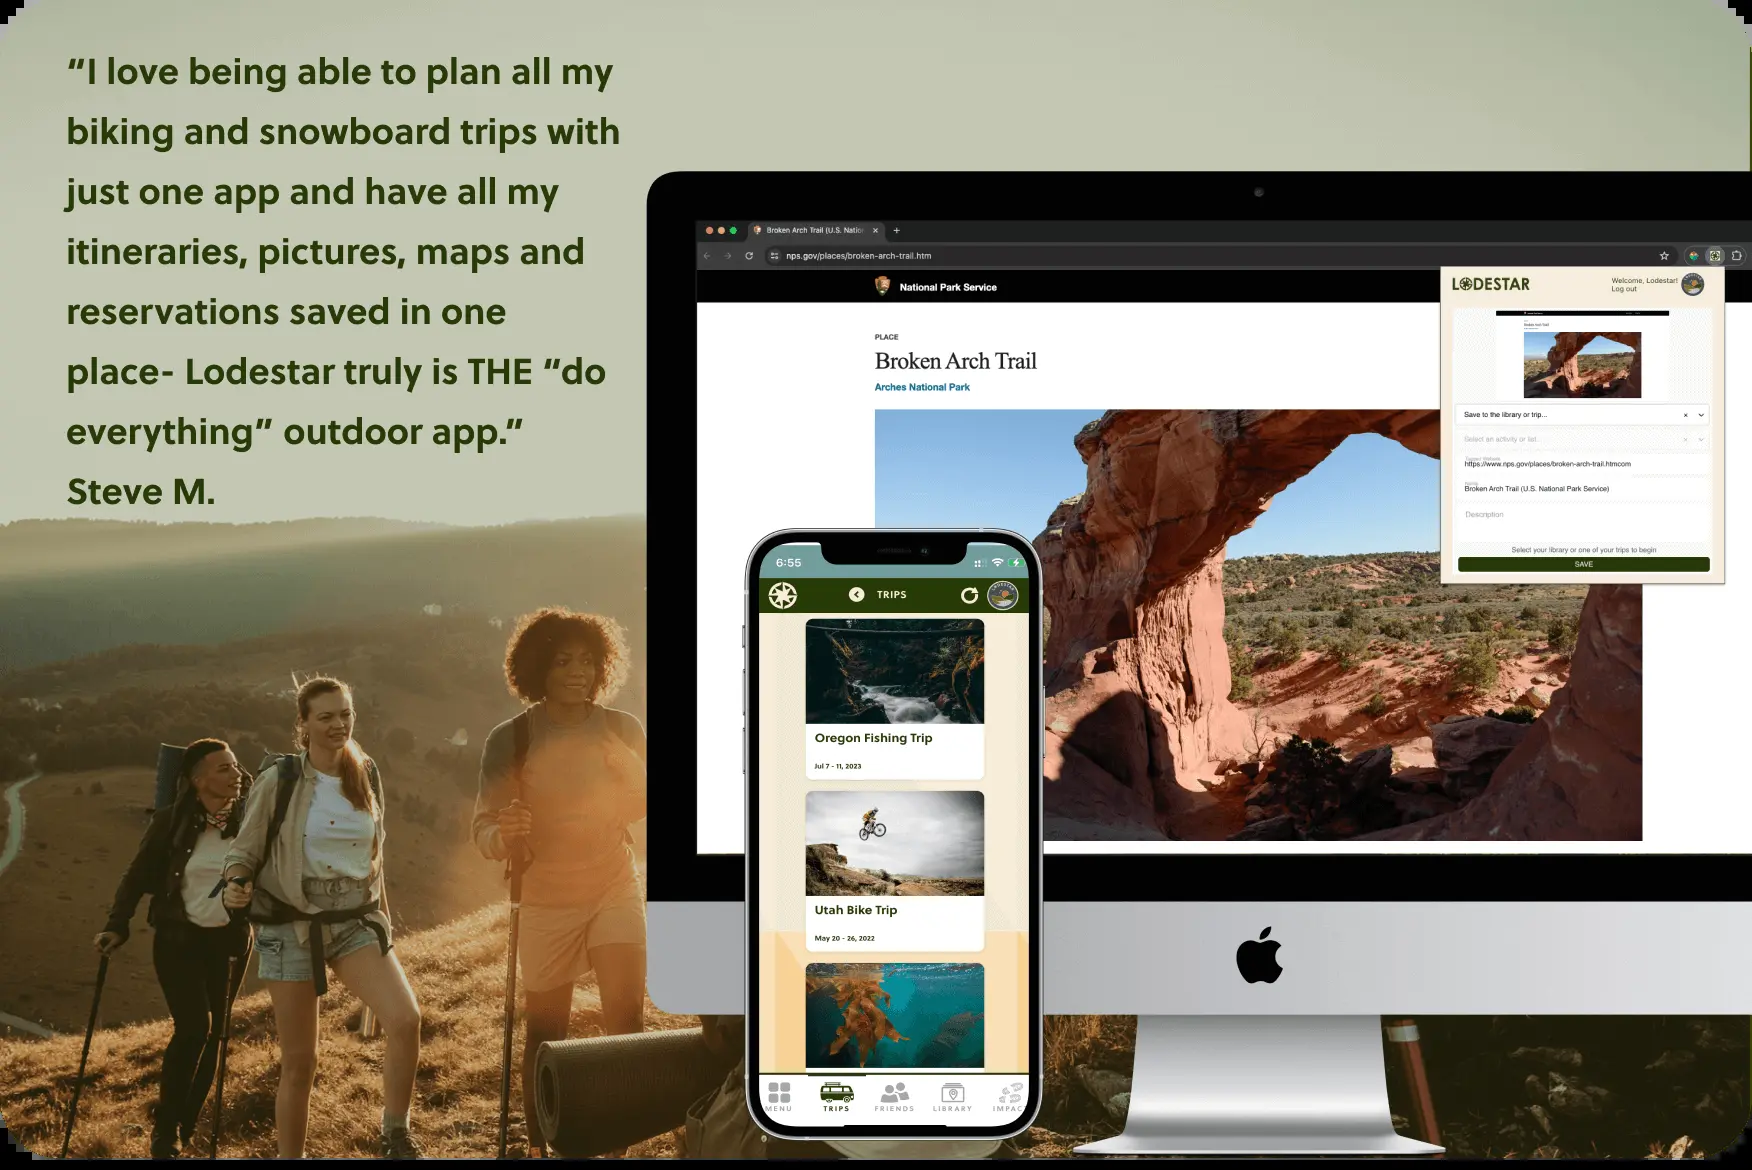 “I love being able to plan all my
biking and snowboard trips with
just one app and have all my
itineraries, pictures, maps and
reservations saved in one
place- Lodestar truly is THE “do
everything” outdoor app.”
Steve M.
Broken Arch Trail (U.S. Natio
nps.gov/places/broken-arch-trail.htm
National Park Service
PLACE
Broken Arch Trail
Arches National Park
LODESTAR
Welcome, Lodestar!
Log out
Save to the library or trip...
Select an activity or list...
https://www.nps.gov/places/broken-arch-trail.htmcom
Broken Arch Trail (U.S. National Park Service)
Description
Select your library or one of your trips to begin
SAVE
6:55
TRIPS
Oregon Fishing Trip
Jul 7 - 11, 2023
Utah Bike Trip
May 20 - 26, 2022
MENU
TRIPS
FRIENDS
LIBRARY
IMPAC